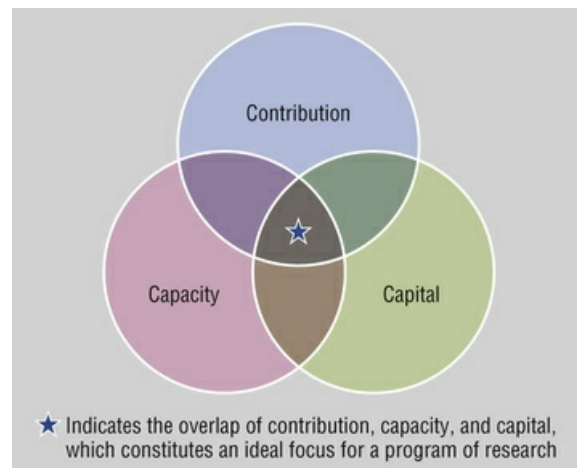 Contribution
Capacity
Capital
Indicates the overlap of contribution, capacity, and capital,
which constitutes an ideal focus for a program of research